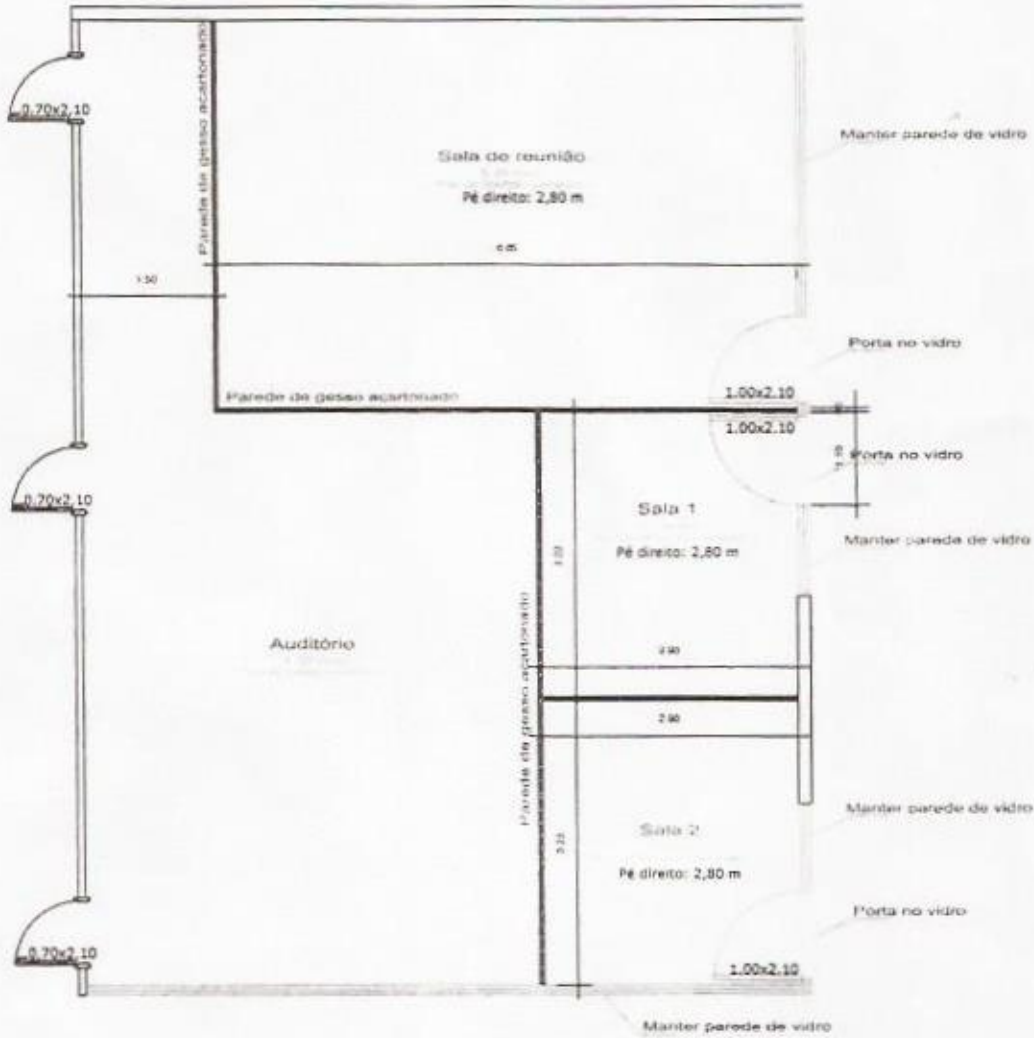 0.70x2,10
Parede de gesso acartonado
Manter parede de vidro
Sala de reunião
Pé direito: 2,80 m
Porta no vidro
Parede de gesso acartonado
1.00x2.10
1.00x2.10
Porta no vidro
0.70x2,10
Sala 1
Manter parede de vidro
Pé direito: 2,80 m
Parede de gesso acartonado
Auditório
2.90
2.90
Manter parede de vidro
Sala 2
Pé direito: 2,80 m
Porta no vidro
0.70x2.10
1.00x2.10
Manter parede de vidro